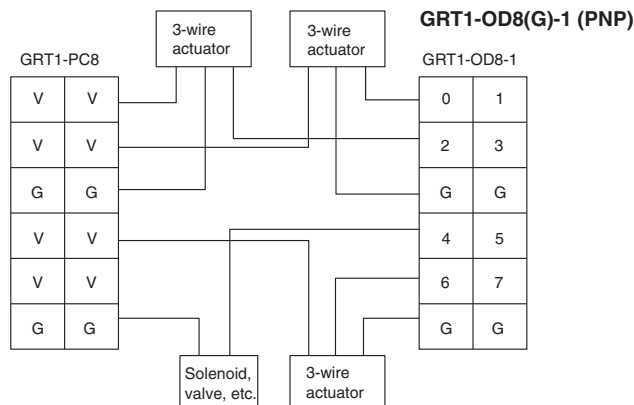 GRT1-OD8(G)-1 (PNP)
3-wire
actuator
3-wire
actuator
GRT1-PC8
GRT1-OD8-1
V V
0 1
V V
2 3
G G
G G
V V
4 5
V V
6 7
G G
G G
Solenoid,
valve, etc.
3-wire
actuator